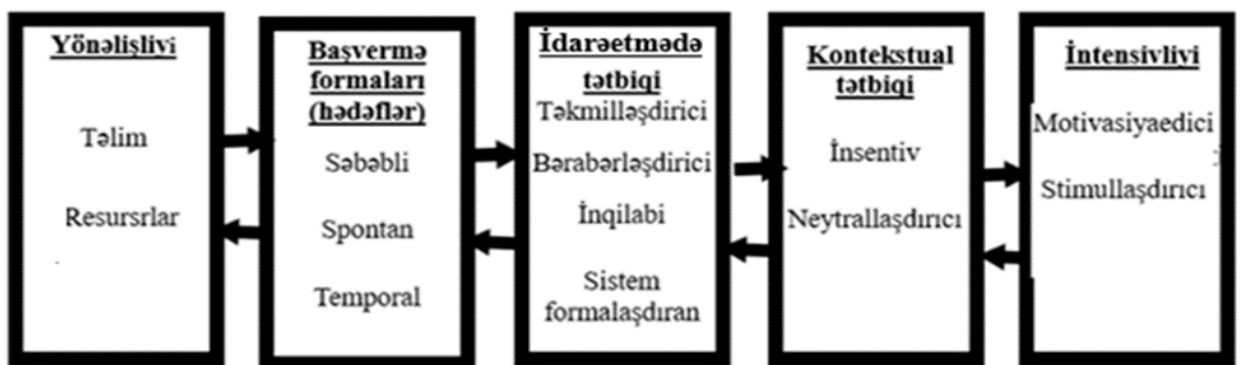 Yönəlişliyi
Təlim
Resursrlar
Başvermə
formaları
(hədəflər)
Səbəbli
Spontan
Temporal
İdarəetmədə
tətbiqi
Təkmilləşdirici
Bərabərləşdirici
İnqilabi
Sistem
formalaşdıran
Kontekstual
tətbiqi
İnsentiv
Neytrallaşdırıcı
İntensivliyi
Motivasiyaedici
Stimullaşdırıcı